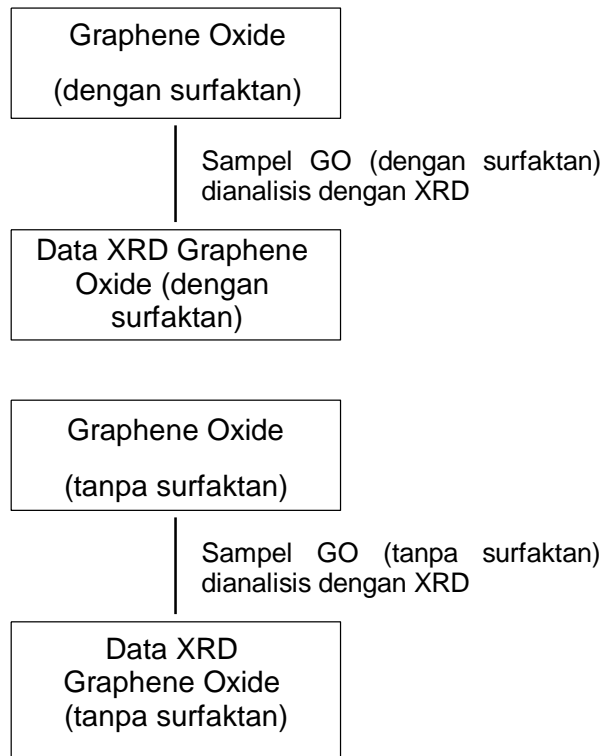 Graphene Oxide
(dengan surfaktan)
Sampel GO (dengan surfaktan)
dianalisis dengan XRD
Data XRD Graphene
Oxide (dengan
surfaktan)
Graphene Oxide
(tanpa surfaktan)
Sampel GO (tanpa surfaktan)
dianalisis dengan XRD
Data XRD
Graphene Oxide
(tanpa surfaktan)